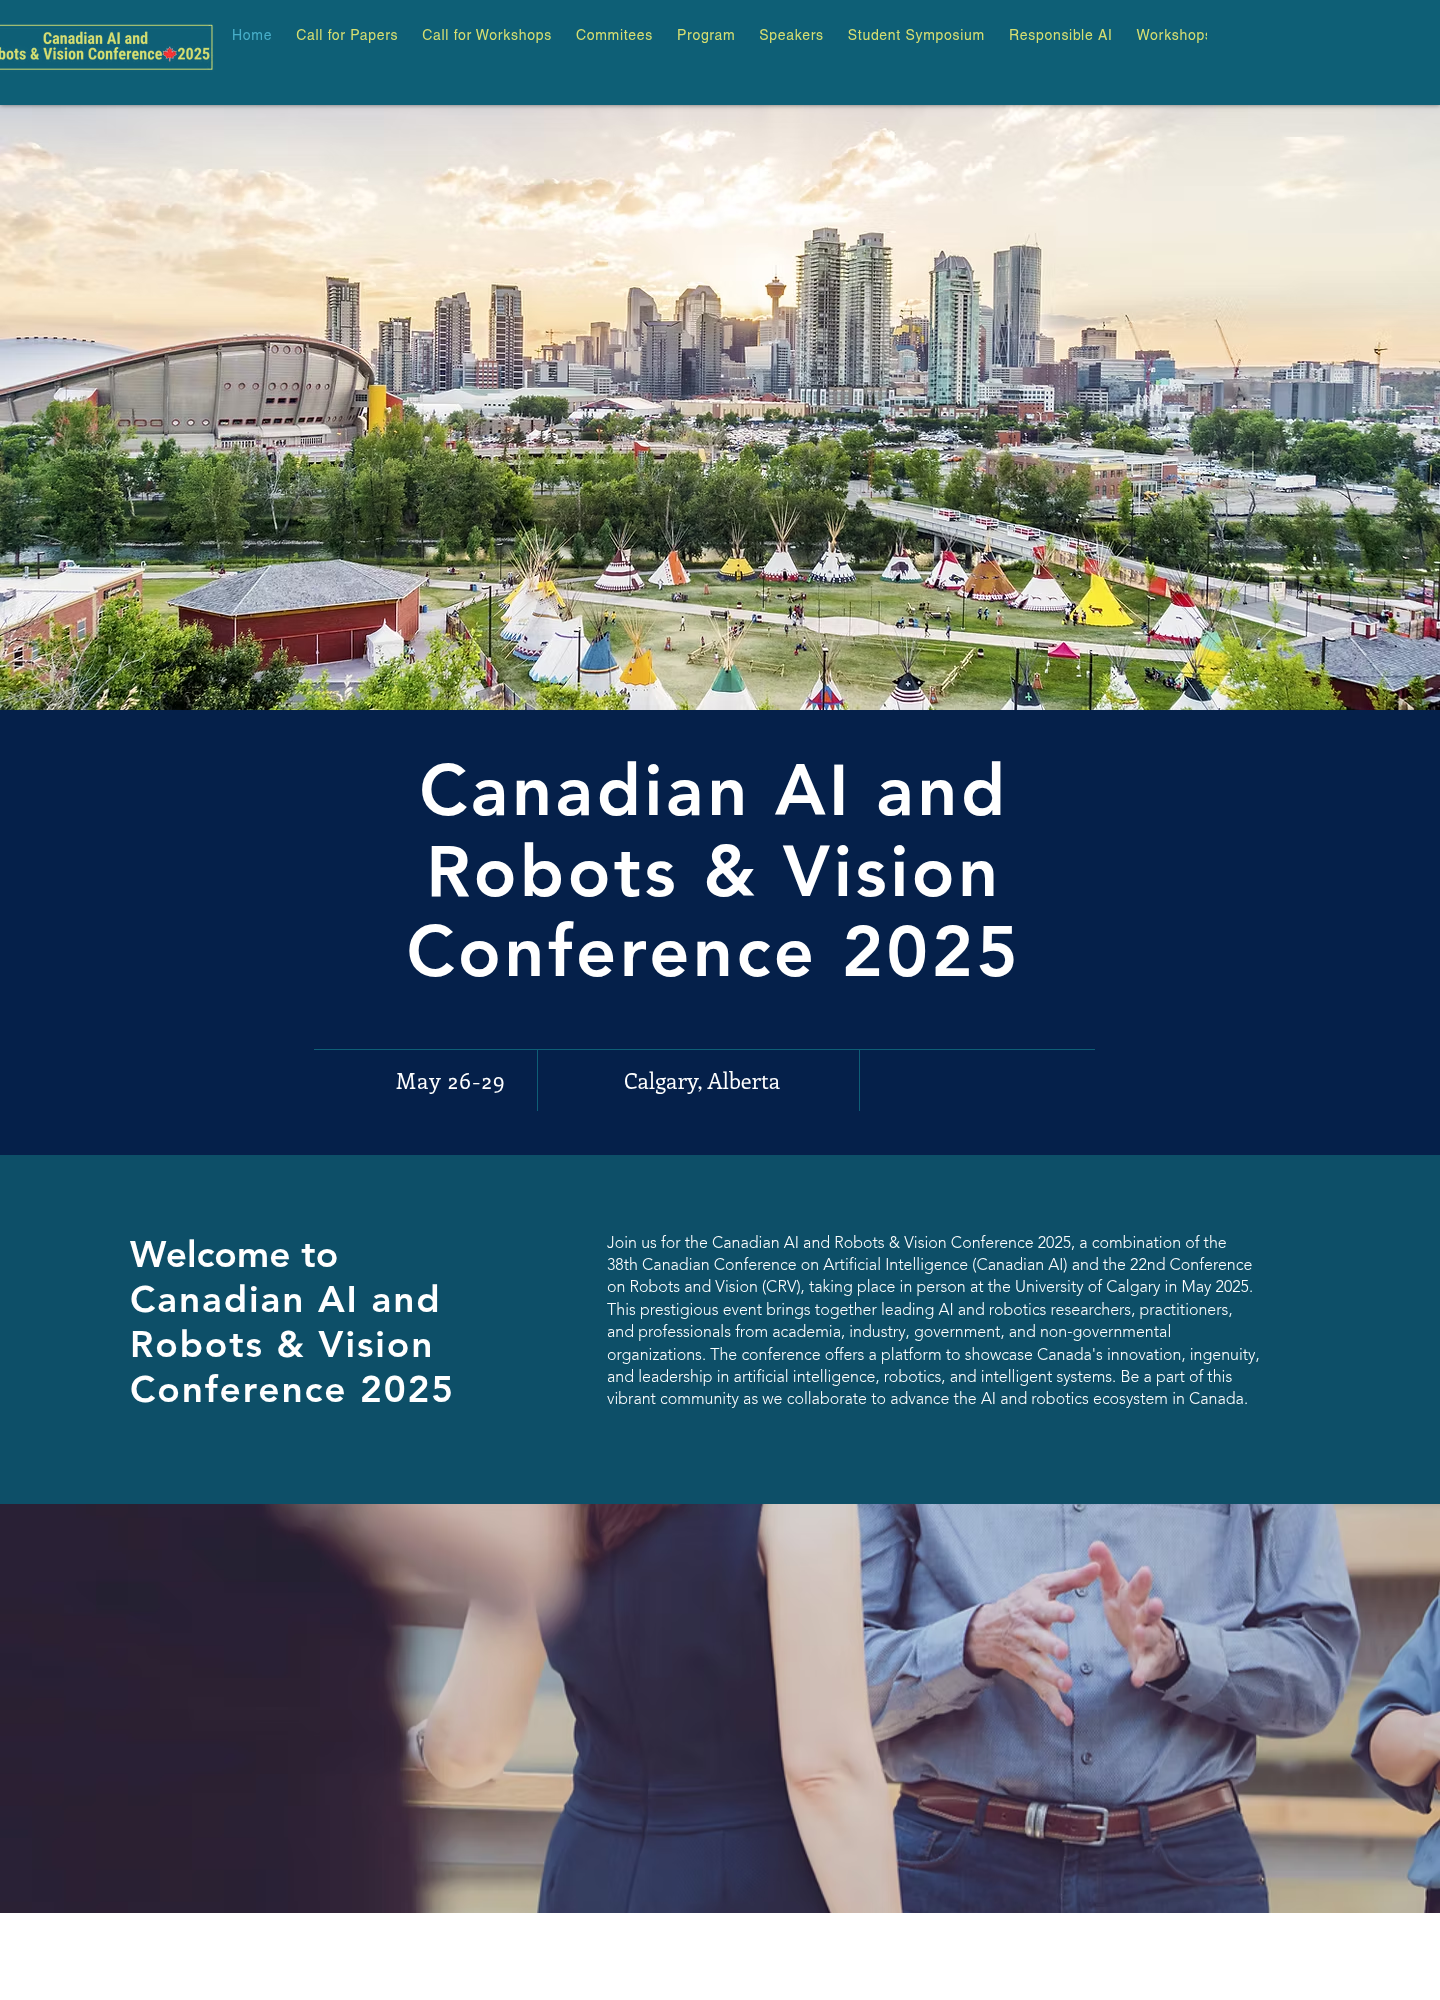 Canadian AI and
bots & Vision Conference 2025
Home Call for Papers Call for Workshops Commitees Program Speakers Student Symposium Responsible AI Workshops
Canadian AI and
Robots & Vision
Conference 2025
May 26-29
Calgary, Alberta
Welcome to
Canadian AI and
Robots & Vision
Conference 2025
Join us for the Canadian AI and Robots & Vision Conference 2025, a combination of the
38th Canadian Conference on Artificial Intelligence (Canadian AI) and the 22nd Conference
on Robots and Vision (CRV), taking place in person at the University of Calgary in May 2025.
This prestigious event brings together leading AI and robotics researchers, practitioners,
and professionals from academia, industry, government, and non-governmental
organizations. The conference offers a platform to showcase Canada's innovation, ingenuity,
and leadership in artificial intelligence, robotics, and intelligent systems. Be a part of this
vibrant community as we collaborate to advance the AI and robotics ecosystem in Canada.